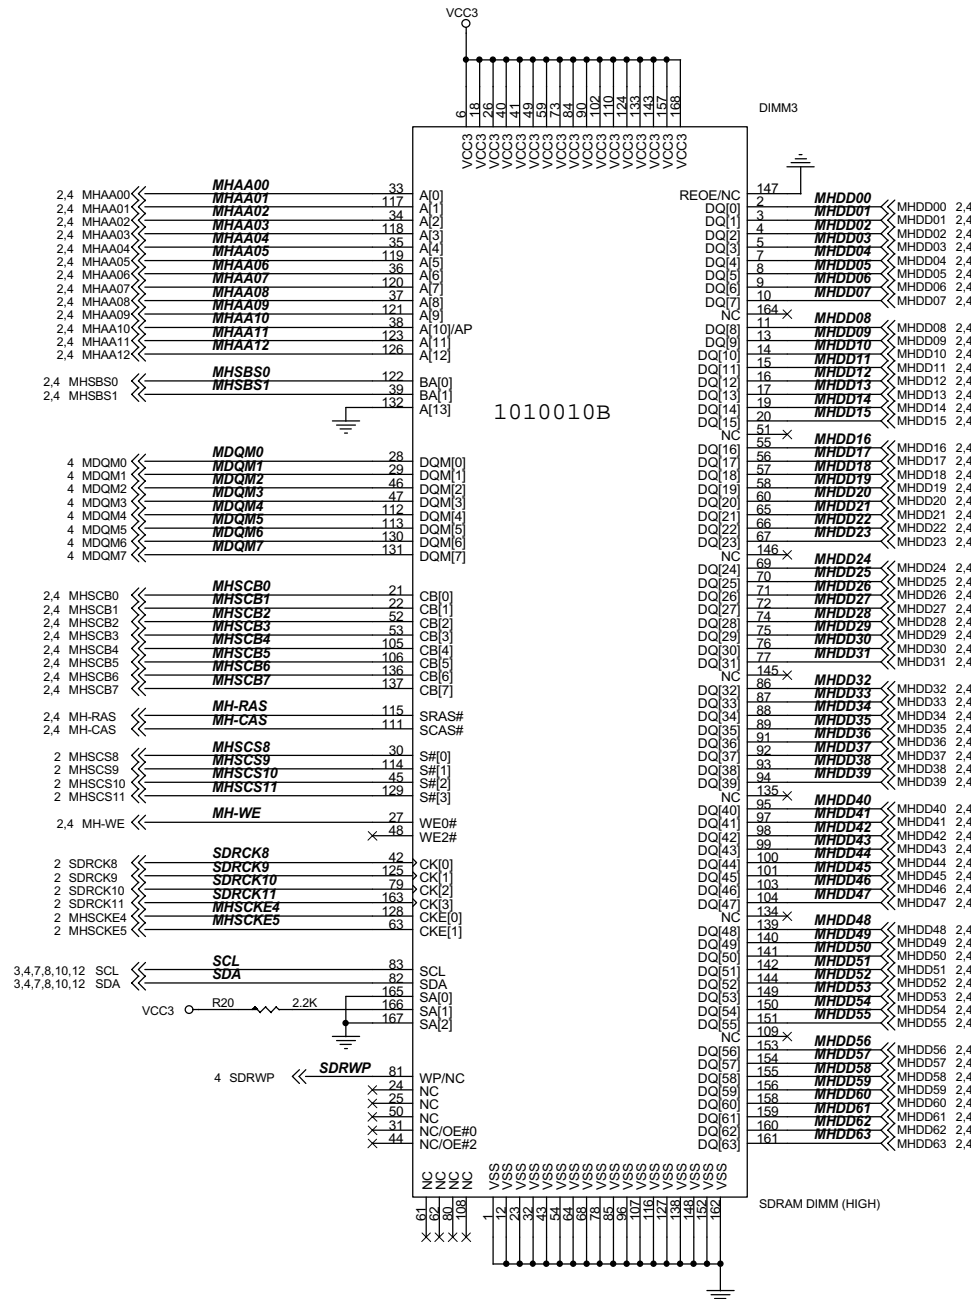 VCC3
6 18 26 40 41 49 59 73 84 90 102 110 124 133 143 157 168
DIMM3
VCC3 VCC3 VCC3 VCC3 VCC3 VCC3 VCC3 VCC3 VCC3 VCC3 VCC3 VCC3 VCC3 VCC3 VCC3 VCC3 VCC3
2,4 MHAA00 MHAA00 33 A[0]
2,4 MHAA01 MHAA01 117 A[1]
2,4 MHAA02 MHAA02 34 A[2]
2,4 MHAA03 MHAA03 118 A[3]
2,4 MHAA04 MHAA04 35 A[4]
2,4 MHAA05 MHAA05 119 A[5]
2,4 MHAA06 MHAA06 36 A[6]
2,4 MHAA07 MHAA07 120 A[7]
2,4 MHAA08 MHAA08 37 A[8]
2,4 MHAA09 MHAA09 121 A[9]
2,4 MHAA10 MHAA10 38 A[10]/AP
2,4 MHAA11 MHAA11 123 A[11]
2,4 MHAA12 MHAA12 126 A[12]
2,4 MHSBS0 MHSBS0 122 BA[0]
2,4 MHSBS1 MHSBS1 39 BA[1]
132 A[13]
1010010B
4 MDQM0 MDQM0 28 DQM[0]
4 MDQM1 MDQM1 29 DQM[1]
4 MDQM2 MDQM2 46 DQM[2]
4 MDQM3 MDQM3 47 DQM[3]
4 MDQM4 MDQM4 112 DQM[4]
4 MDQM5 MDQM5 113 DQM[5]
4 MDQM6 MDQM6 130 DQM[6]
4 MDQM7 MDQM7 131 DQM[7]
2,4 MHSCB0 MHSCB0 21 CB[0]
2,4 MHSCB1 MHSCB1 22 CB[1]
2,4 MHSCB2 MHSCB2 52 CB[2]
2,4 MHSCB3 MHSCB3 53 CB[3]
2,4 MHSCB4 MHSCB4 105 CB[4]
2,4 MHSCB5 MHSCB5 106 CB[5]
2,4 MHSCB6 MHSCB6 136 CB[6]
2,4 MHSCB7 MHSCB7 137 CB[7]
2,4 MH-RAS MH-RAS 115 SRAS#
2,4 MH-CAS MH-CAS 111 SCAS#
2 MHSCS8 MHSCS8 30 S#[0]
2 MHSCS9 MHSCS9 114 S#[1]
2 MHSCS10 MHSCS10 45 S#[2]
2 MHSCS11 MHSCS11 129 S#[3]
2,4 MH-WE MH-WE 27 WE0#
48 WE2#
2 SDRCK8 SDRCK8 42 CK[0]
2 SDRCK9 SDRCK9 125 CK[1]
2 SDRCK10 SDRCK10 79 CK[2]
2 SDRCK11 SDRCK11 163 CK[3]
2 MHSCKE4 MHSCKE4 128 CKE[0]
2 MHSCKE5 MHSCKE5 63 CKE[1]
3,4,7,8,10,12 SCL SCL 83 SCL
3,4,7,8,10,12 SDA SDA 82 SDA
165 SA[0]
VCC3 R20 2.2K 166 SA[1]
167 SA[2]
4 SDRWP SDRWP 81 WP/NC
24 NC
25 NC
50 NC
31 NC/OE#0
44 NC/OE#2
REOE/NC 147
DQ[0] 2 MHDD00 MHDD00 2,4
DQ[1] 3 MHDD01 MHDD01 2,4
DQ[2] 4 MHDD02 MHDD02 2,4
DQ[3] 5 MHDD03 MHDD03 2,4
DQ[4] 7 MHDD04 MHDD04 2,4
DQ[5] 8 MHDD05 MHDD05 2,4
DQ[6] 9 MHDD06 MHDD06 2,4
DQ[7] 10 MHDD07 MHDD07 2,4
NC 164
DQ[8] 11 MHDD08 MHDD08 2,4
DQ[9] 13 MHDD09 MHDD09 2,4
DQ[10] 14 MHDD10 MHDD10 2,4
DQ[11] 15 MHDD11 MHDD11 2,4
DQ[12] 16 MHDD12 MHDD12 2,4
DQ[13] 17 MHDD13 MHDD13 2,4
DQ[14] 19 MHDD14 MHDD14 2,4
DQ[15] 20 MHDD15 MHDD15 2,4
NC 51
DQ[16] 55 MHDD16 MHDD16 2,4
DQ[17] 56 MHDD17 MHDD17 2,4
DQ[18] 57 MHDD18 MHDD18 2,4
DQ[19] 58 MHDD19 MHDD19 2,4
DQ[20] 60 MHDD20 MHDD20 2,4
DQ[21] 65 MHDD21 MHDD21 2,4
DQ[22] 66 MHDD22 MHDD22 2,4
DQ[23] 67 MHDD23 MHDD23 2,4
NC 146
DQ[24] 69 MHDD24 MHDD24 2,4
DQ[25] 70 MHDD25 MHDD25 2,4
DQ[26] 71 MHDD26 MHDD26 2,4
DQ[27] 72 MHDD27 MHDD27 2,4
DQ[28] 74 MHDD28 MHDD28 2,4
DQ[29] 75 MHDD29 MHDD29 2,4
DQ[30] 76 MHDD30 MHDD30 2,4
DQ[31] 77 MHDD31 MHDD31 2,4
NC 145
DQ[32] 86 MHDD32 MHDD32 2,4
DQ[33] 87 MHDD33 MHDD33 2,4
DQ[34] 88 MHDD34 MHDD34 2,4
DQ[35] 89 MHDD35 MHDD35 2,4
DQ[36] 91 MHDD36 MHDD36 2,4
DQ[37] 92 MHDD37 MHDD37 2,4
DQ[38] 93 MHDD38 MHDD38 2,4
DQ[39] 94 MHDD39 MHDD39 2,4
NC 135
DQ[40] 95 MHDD40 MHDD40 2,4
DQ[41] 97 MHDD41 MHDD41 2,4
DQ[42] 98 MHDD42 MHDD42 2,4
DQ[43] 99 MHDD43 MHDD43 2,4
DQ[44] 100 MHDD44 MHDD44 2,4
DQ[45] 101 MHDD45 MHDD45 2,4
DQ[46] 103 MHDD46 MHDD46 2,4
DQ[47] 104 MHDD47 MHDD47 2,4
NC 134
DQ[48] 139 MHDD48 MHDD48 2,4
DQ[49] 140 MHDD49 MHDD49 2,4
DQ[50] 141 MHDD50 MHDD50 2,4
DQ[51] 142 MHDD51 MHDD51 2,4
DQ[52] 144 MHDD52 MHDD52 2,4
DQ[53] 149 MHDD53 MHDD53 2,4
DQ[54] 150 MHDD54 MHDD54 2,4
DQ[55] 151 MHDD55 MHDD55 2,4
NC 109
DQ[56] 153 MHDD56 MHDD56 2,4
DQ[57] 154 MHDD57 MHDD57 2,4
DQ[58] 155 MHDD58 MHDD58 2,4
DQ[59] 156 MHDD59 MHDD59 2,4
DQ[60] 158 MHDD60 MHDD60 2,4
DQ[61] 159 MHDD61 MHDD61 2,4
DQ[62] 160 MHDD62 MHDD62 2,4
DQ[63] 161 MHDD63 MHDD63 2,4
NC NC NC NC VSS VSS VSS VSS VSS VSS VSS VSS VSS VSS VSS VSS VSS VSS VSS VSS VSS VSS
SDRAM DIMM (HIGH)
61 62 80 108 1 12 23 32 43 54 64 68 78 85 96 107 116 127 138 148 152 162